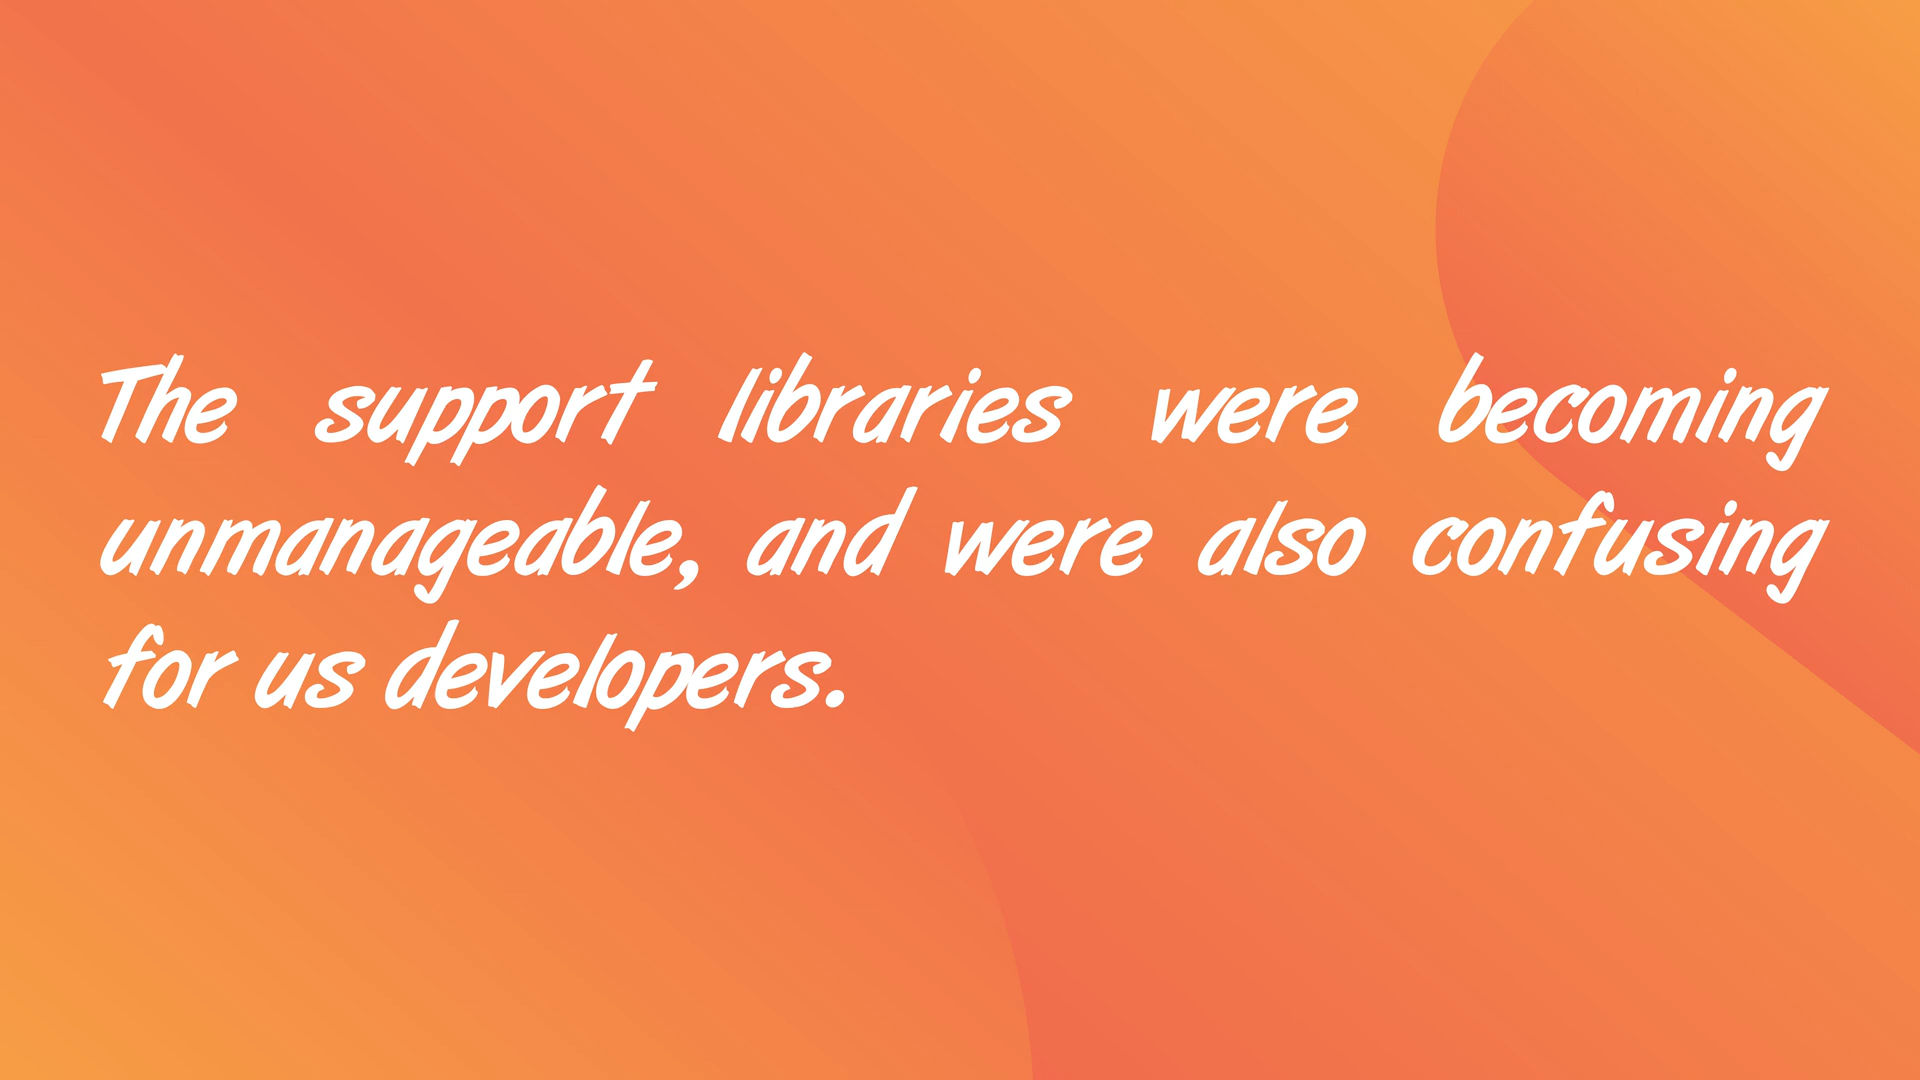 The support libraries were becoming
unmanageable, and were also confusing
for us developers.